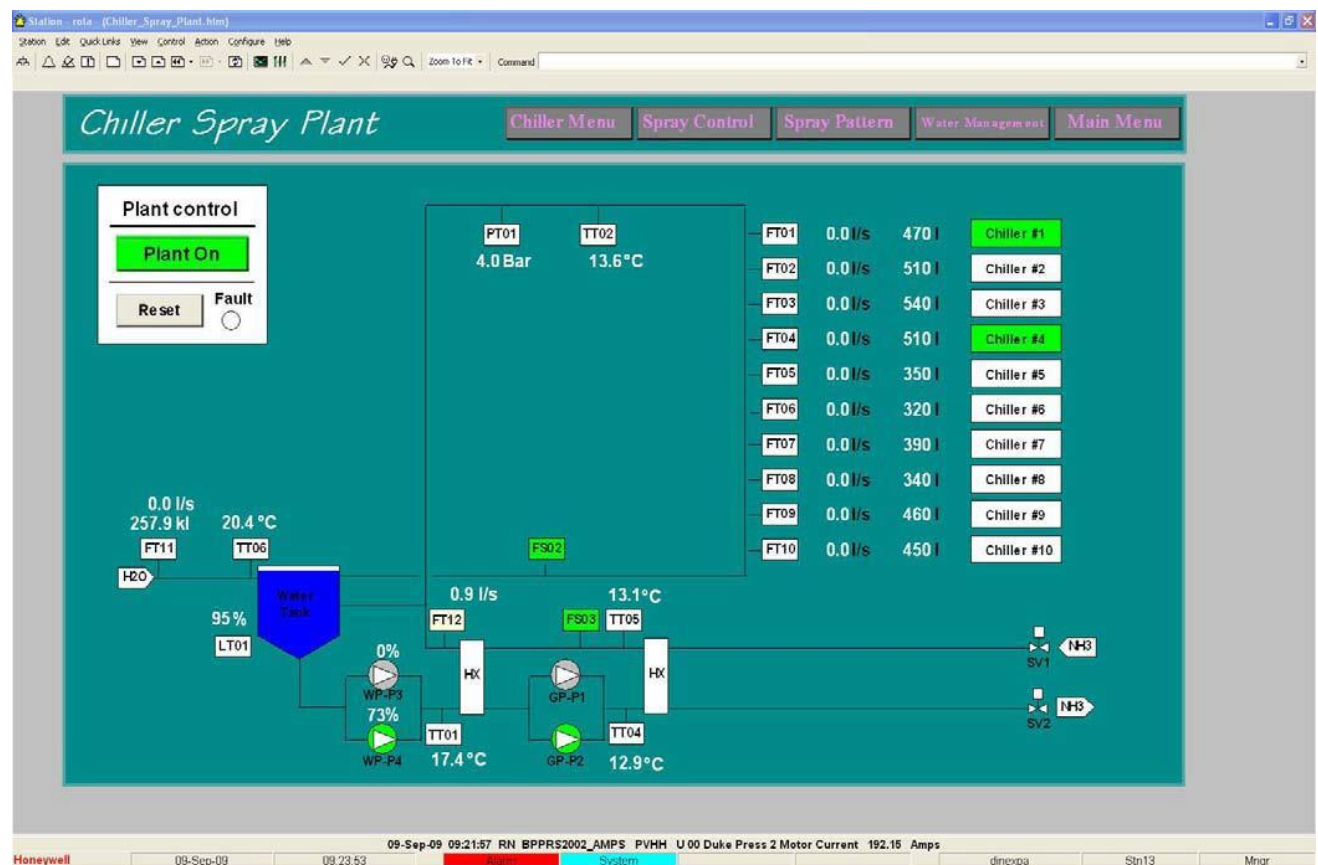 Station - rota - (Chiller_Spray_Plant.htm)
Station Edit QuickLinks View Control Action Configure Help
Zoom To Fit Command
Chiller Spray Plant
Chiller Menu Spray Control Spray Pattern Water Management Main Menu
Plant control
Plant On
Reset Fault
PT01 TT02
4.0 Bar 13.6°C
FT01 0.0 l/s 470 l Chiller #1
FT02 0.0 l/s 510 l Chiller #2
FT03 0.0 l/s 540 l Chiller #3
FT04 0.0 l/s 510 l Chiller #4
FT05 0.0 l/s 350 l Chiller #5
FT06 0.0 l/s 320 l Chiller #6
FT07 0.0 l/s 390 l Chiller #7
FT08 0.0 l/s 340 l Chiller #8
FT09 0.0 l/s 460 l Chiller #9
FT10 0.0 l/s 450 l Chiller #10
0.0 l/s
257.9 kl 20.4 °C
FT11 TT06
FS02
H2O
Water
Tank
0.9 l/s 13.1°C
95 %
FT12 FS03 TT05
LT01
0%
HX HX
SV1 NH3
WP-P3 GP-P1
73%
SV2 NH3
TT01 TT04
WP-P4 17.4 °C GP-P2 12.9°C
09-Sep-09 09:21:57 RN BPPRS2002_AMPS PVHH U 00 Duke Press 2 Motor Current 192.15 Amps
Honeywell 09-Sep-09 09:23:53 Alarm System dinexpa Stn13 Mngr